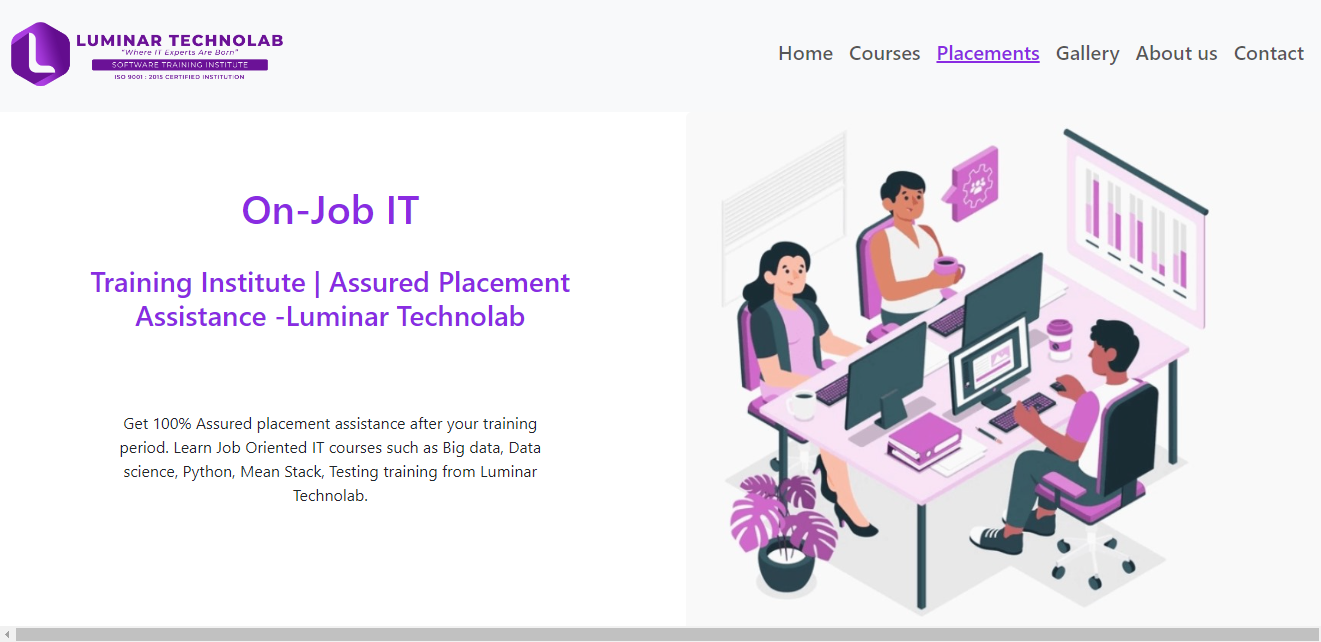 LUMINAR TECHNOLAB
"Where IT Experts Are Born"
SOFTWARE TRAINING INSTITUTE
ISO 9001 : 2015 CERTIFIED INSTITUTION
Home Courses Placements Gallery About us Contact
On-Job IT
Training Institute | Assured Placement
Assistance -Luminar Technolab
Get 100% Assured placement assistance after your training
period. Learn Job Oriented IT courses such as Big data, Data
science, Python, Mean Stack, Testing training from Luminar
Technolab.